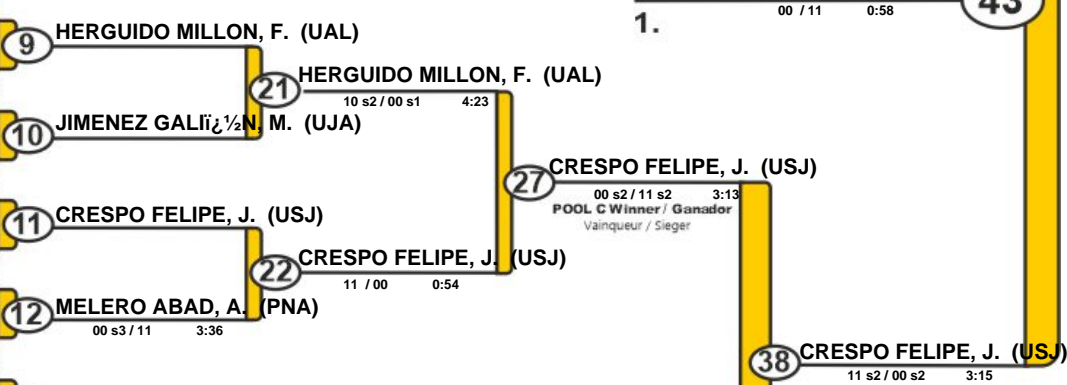 00 / 11 0:58
43
1.
9 HERGUIDO MILLON, F. (UAL)
21 HERGUIDO MILLON, F. (UAL)
10 s2 / 00 s1 4:23
10 JIMENEZ GALIï¿½N, M. (UJA)
27 CRESPO FELIPE, J. (USJ)
00 s2 / 11 s2 3:13
POOL C Winner / Ganador
Vainqueur / Sieger
11 CRESPO FELIPE, J. (USJ)
22 CRESPO FELIPE, J. (USJ)
11 / 00 0:54
12 MELERO ABAD, A. (PNA)
00 s3 / 11 3:36
38 CRESPO FELIPE, J. (USJ)
11 s2 / 00 s2 3:15